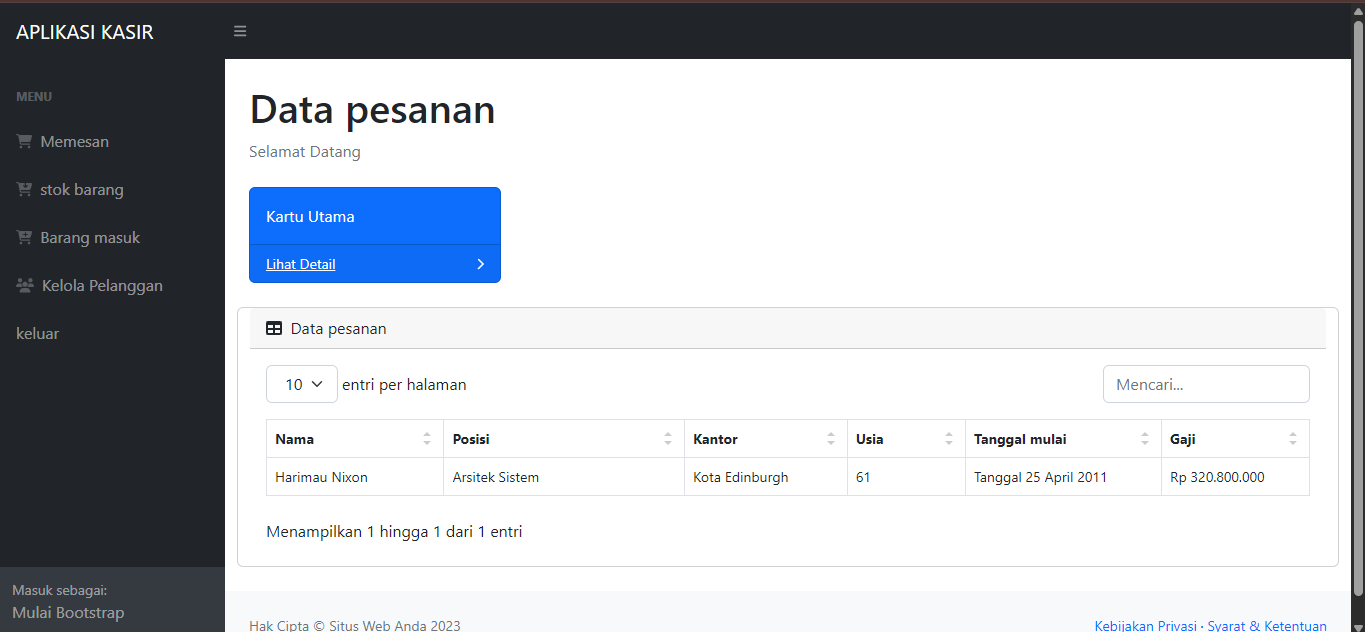 APLIKASI KASIR
MENU
Memesan
stok barang
Barang masuk
Kelola Pelanggan
keluar
Masuk sebagai:
Mulai Bootstrap
Data pesanan
Selamat Datang
Kartu Utama
Lihat Detail
Data pesanan
10 entri per halaman Mencari...
Nama Posisi Kantor Usia Tanggal mulai Gaji
Harimau Nixon Arsitek Sistem Kota Edinburgh 61 Tanggal 25 April 2011 Rp 320.800.000
Menampilkan 1 hingga 1 dari 1 entri
Hak Cipta © Situs Web Anda 2023 Kebijakan Privasi · Syarat & Ketentuan